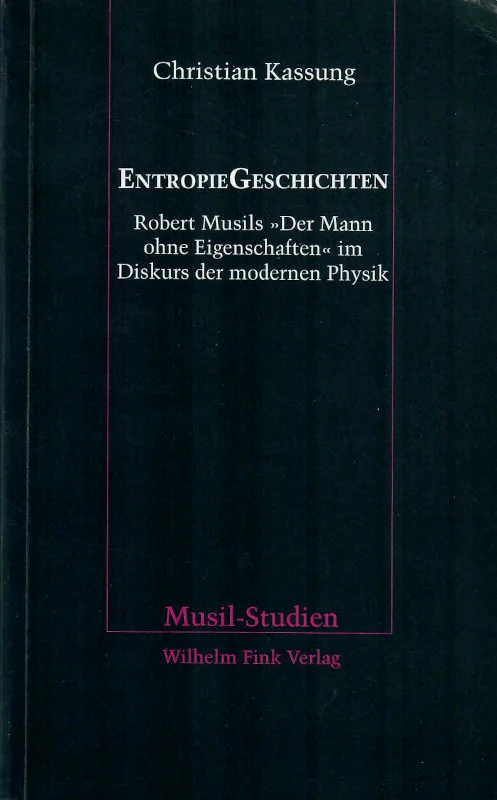 Christian Kassung
EntropieGeschichten
Robert Musils »Der Mann
ohne Eigenschaften« im
Diskurs der modernen Physik
Musil-Studien
Wilhelm Fink Verlag